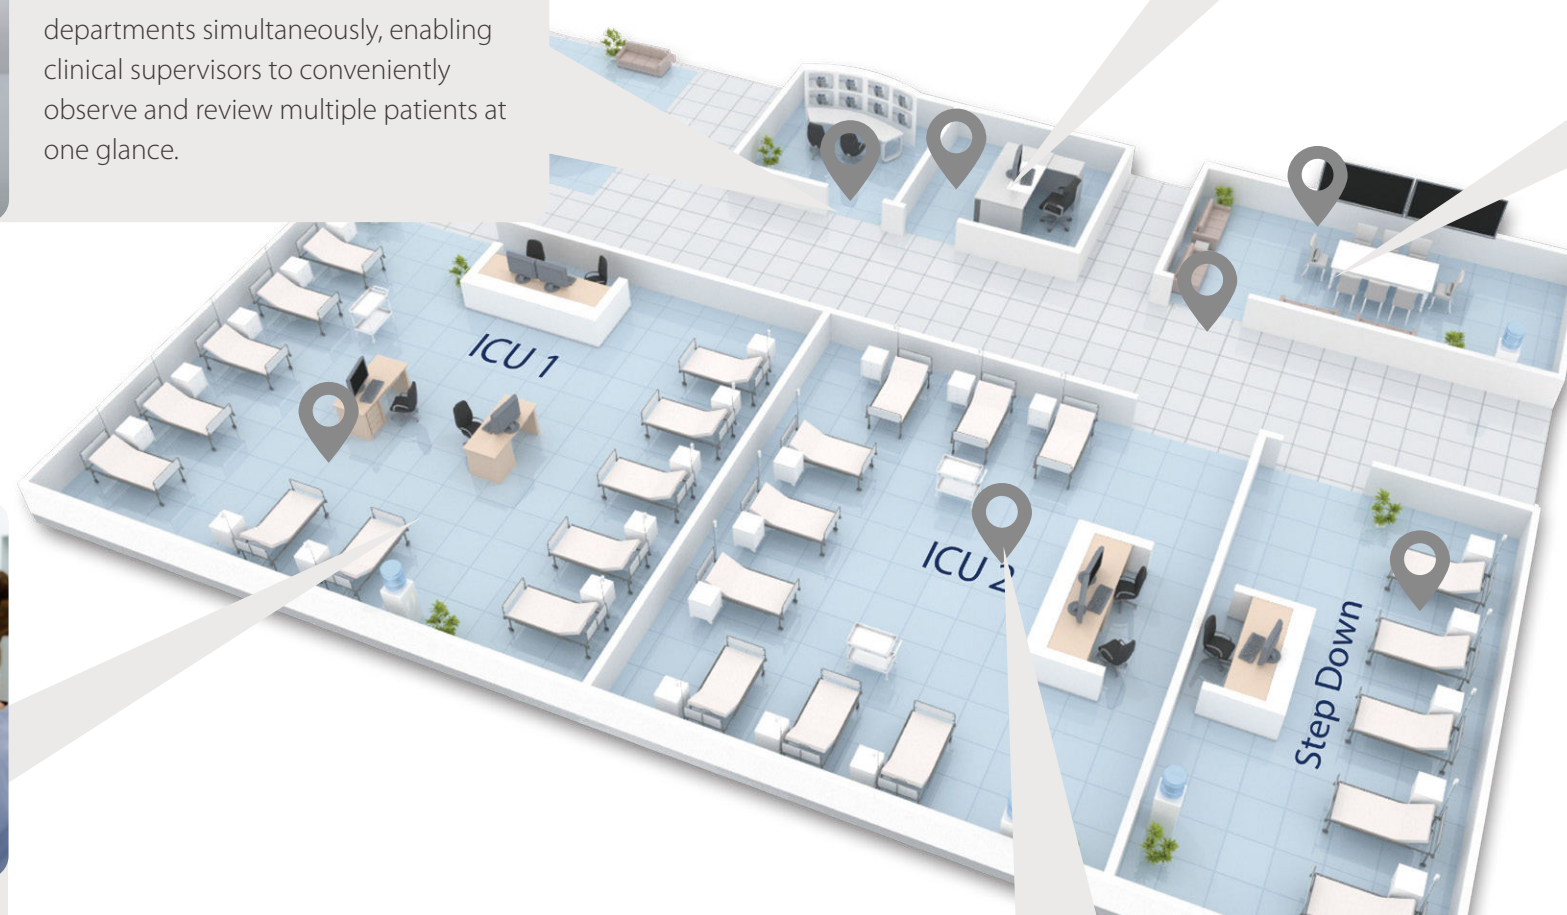 departments simultaneously, enabling
clinical supervisors to conveniently
observe and review multiple patients at
one glance.
ICU 1
ICU 2
Step Down